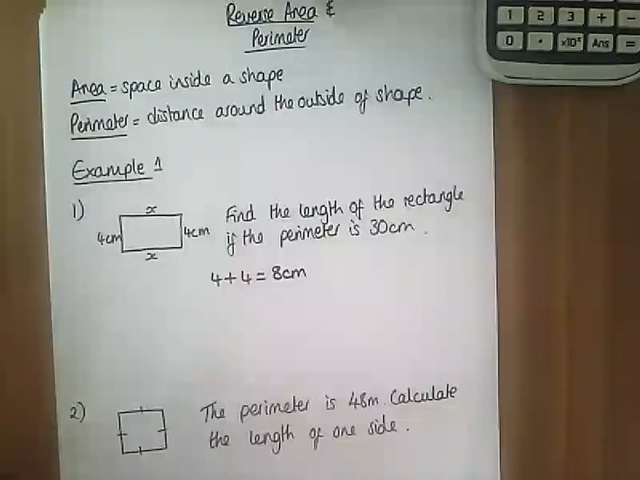 Reverse Area &
Perimeter
Area = space inside a shape
Perimeter = distance around the outside of shape.
Example 1
1)
x
4cm
4cm
x
Find the length of the rectangle
if the perimeter is 30cm.
4+4 = 8cm
2)
The perimeter is 48m. Calculate
the length of one side.
1 2 3 + −
0 · ×10ˣ Ans =